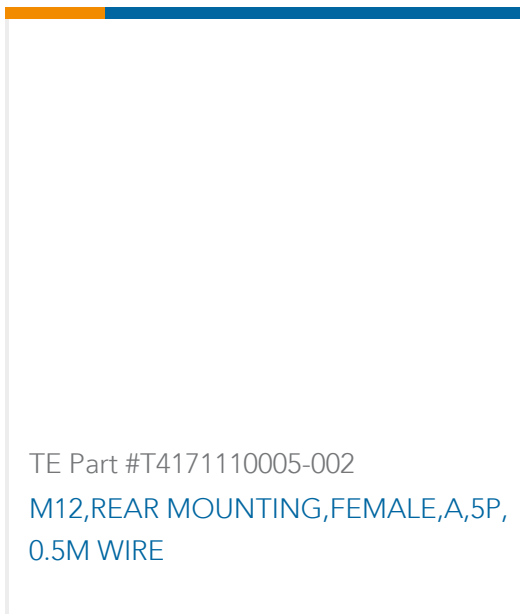 TE Part #T4171110005-002
M12,REAR MOUNTING,FEMALE,A,5P,
0.5M WIRE